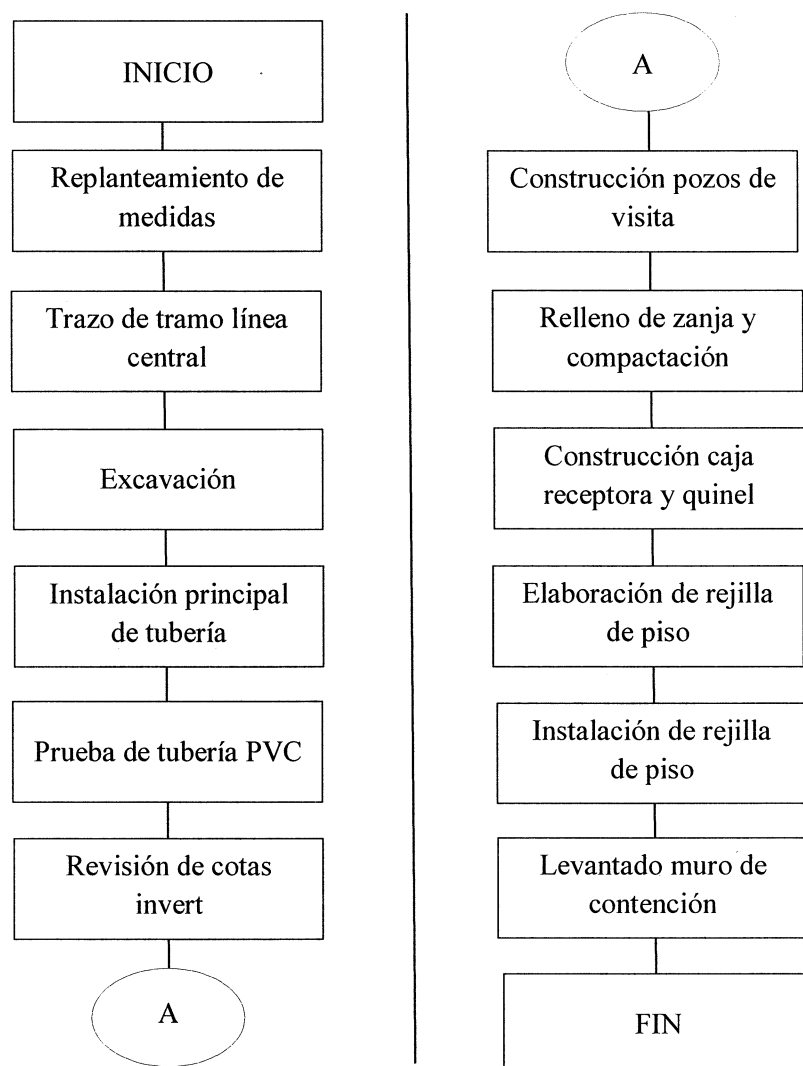 INICIO
Replanteamiento de
medidas
Trazo de tramo línea
central
Excavación
Instalación principal
de tubería
Prueba de tubería PVC
Revisión de cotas
invert
A
A
Construcción pozos de
visita
Relleno de zanja y
compactación
Construcción caja
receptora y quinel
Elaboración de rejilla
de piso
Instalación de rejilla
de piso
Levantado muro de
contención
FIN